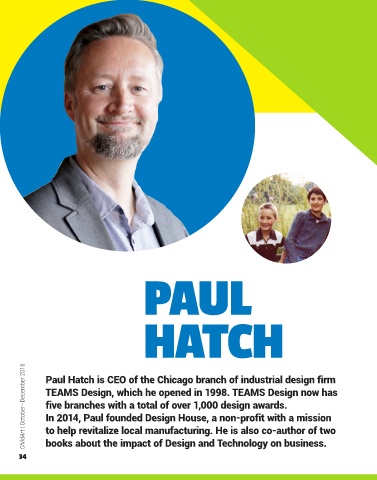 PAUL
HATCH
Paul Hatch is CEO of the Chicago branch of industrial design firm
TEAMS Design, which he opened in 1998. TEAMS Design now has
five branches with a total of over 1,000 design awards.
In 2014, Paul founded Design House, a non-profit with a mission
to help revitalize local manufacturing. He is also co-author of two
books about the impact of Design and Technology on business.
| October–December 2018
34